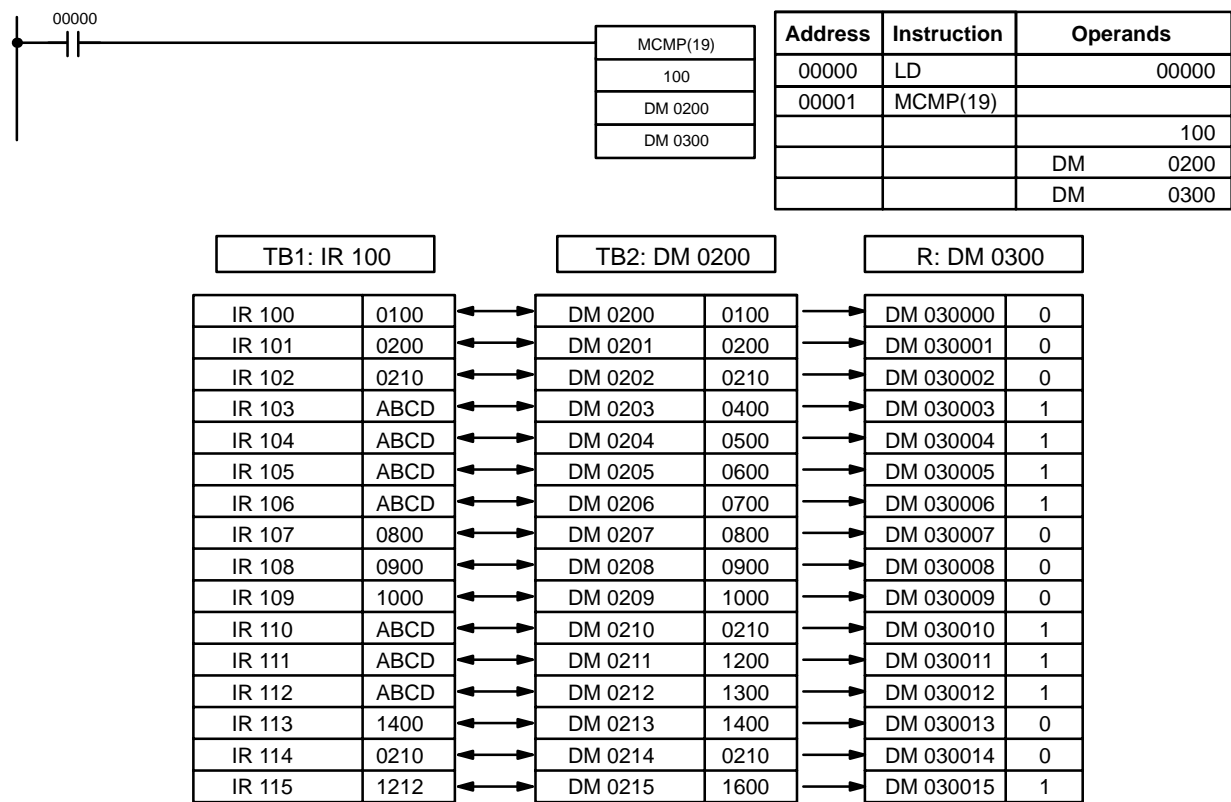 00000
MCMP(19)
100
DM 0200
DM 0300
Address Instruction Operands
00000 LD 00000
00001 MCMP(19)
100
DM 0200
DM 0300
TB1: IR 100 TB2: DM 0200 R: DM 0300
IR 100 0100 DM 0200 0100 DM 030000 0
IR 101 0200 DM 0201 0200 DM 030001 0
IR 102 0210 DM 0202 0210 DM 030002 0
IR 103 ABCD DM 0203 0400 DM 030003 1
IR 104 ABCD DM 0204 0500 DM 030004 1
IR 105 ABCD DM 0205 0600 DM 030005 1
IR 106 ABCD DM 0206 0700 DM 030006 1
IR 107 0800 DM 0207 0800 DM 030007 0
IR 108 0900 DM 0208 0900 DM 030008 0
IR 109 1000 DM 0209 1000 DM 030009 0
IR 110 ABCD DM 0210 0210 DM 030010 1
IR 111 ABCD DM 0211 1200 DM 030011 1
IR 112 ABCD DM 0212 1300 DM 030012 1
IR 113 1400 DM 0213 1400 DM 030013 0
IR 114 0210 DM 0214 0210 DM 030014 0
IR 115 1212 DM 0215 1600 DM 030015 1